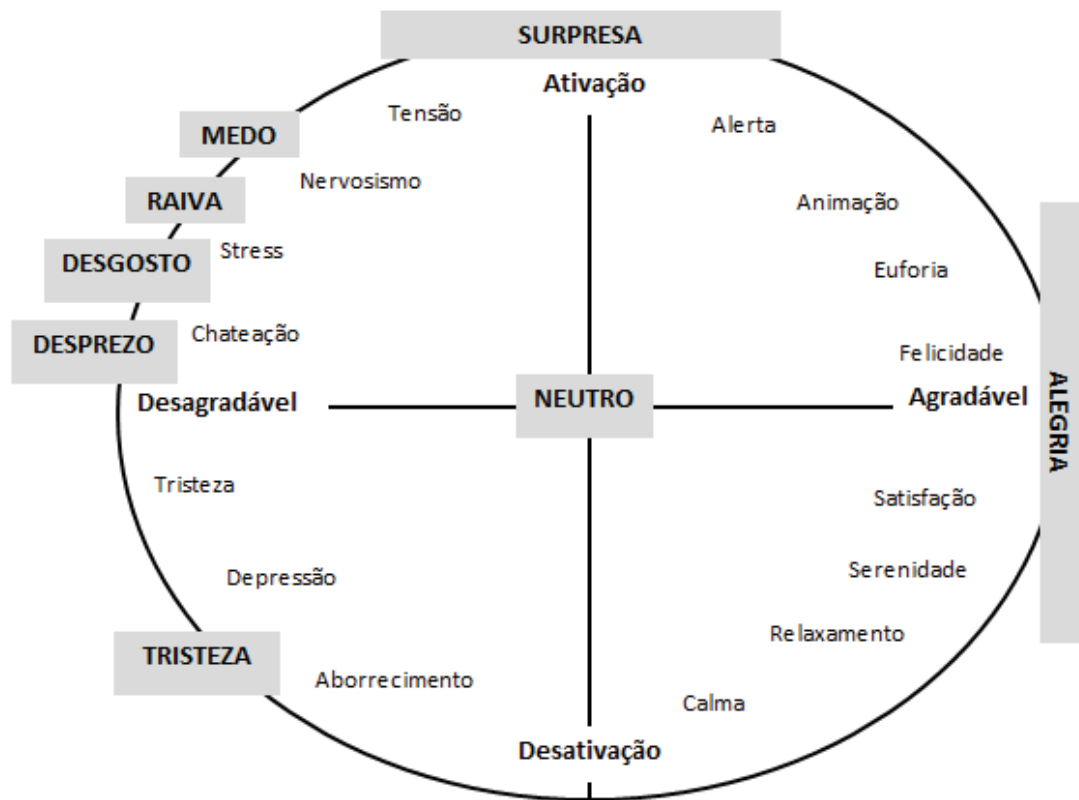 SURPRESA
Ativação
Tensão
Alerta
MEDO
Nervosismo
RAIVA
Animação
DESGOSTO
Stress
Euforia
DESPREZO
Chateação
Felicidade
Desagradável
NEUTRO
Agradável
ALEGRIA
Tristeza
Satisfação
Depressão
Serenidade
TRISTEZA
Relaxamento
Aborrecimento
Calma
Desativação